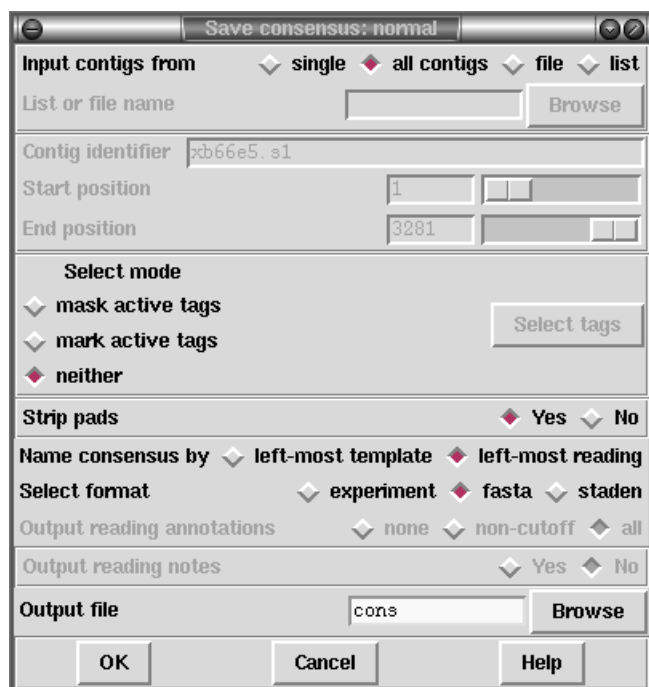 Save consensus: normal
Input contigs from single all contigs file list
List or file name Browse
Contig identifier xb66e5.s1
Start position 1
End position 3281
Select mode
mask active tags
Select tags
mark active tags
neither
Strip pads Yes No
Name consensus by left-most template left-most reading
Select format experiment fasta staden
Output reading annotations none non-cutoff all
Output reading notes Yes No
Output file cons Browse
OK Cancel Help